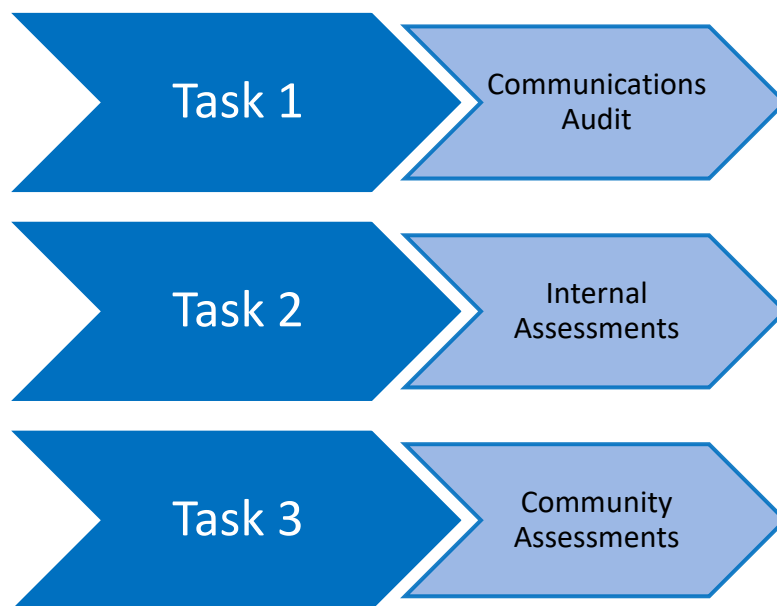 Task 1
Communications
Audit
Task 2
Internal
Assessments
Task 3
Community
Assessments